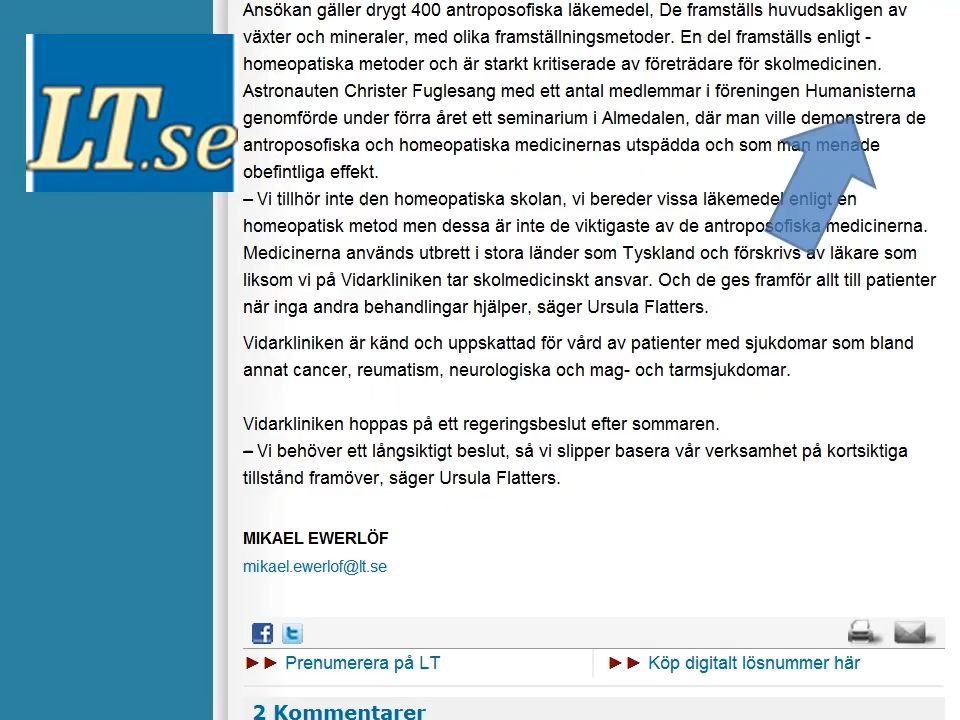 Ansökan gäller drygt 400 antroposofiska läkemedel, De framställs huvudsakligen av
växter och mineraler, med olika framställningsmetoder. En del framställs enligt -
homeopatiska metoder och är starkt kritiserade av företrädare för skolmedicinen.
Astronauten Christer Fuglesang med ett antal medlemmar i föreningen Humanisterna
genomförde under förra året ett seminarium i Almedalen, där man ville demonstrera de
antroposofiska och homeopatiska medicinernas utspädda och som man menade
obefintliga effekt.
– Vi tillhör inte den homeopatiska skolan, vi bereder vissa läkemedel enligt en
homeopatisk metod men dessa är inte de viktigaste av de antroposofiska medicinerna.
Medicinerna används utbrett i stora länder som Tyskland och förskrivs av läkare som
liksom vi på Vidarkliniken tar skolmedicinskt ansvar. Och de ges framför allt till patienter
när inga andra behandlingar hjälper, säger Ursula Flatters.
Vidarkliniken är känd och uppskattad för vård av patienter med sjukdomar som bland
annat cancer, reumatism, neurologiska och mag- och tarmsjukdomar.
Vidarkliniken hoppas på ett regeringsbeslut efter sommaren.
– Vi behöver ett långsiktigt beslut, så vi slipper basera vår verksamhet på kortsiktiga
tillstånd framöver, säger Ursula Flatters.
MIKAEL EWERLÖF
mikael.ewerlof@lt.se
Prenumerera på LT
Köp digitalt lösnummer här
2 Kommentarer
LT.se